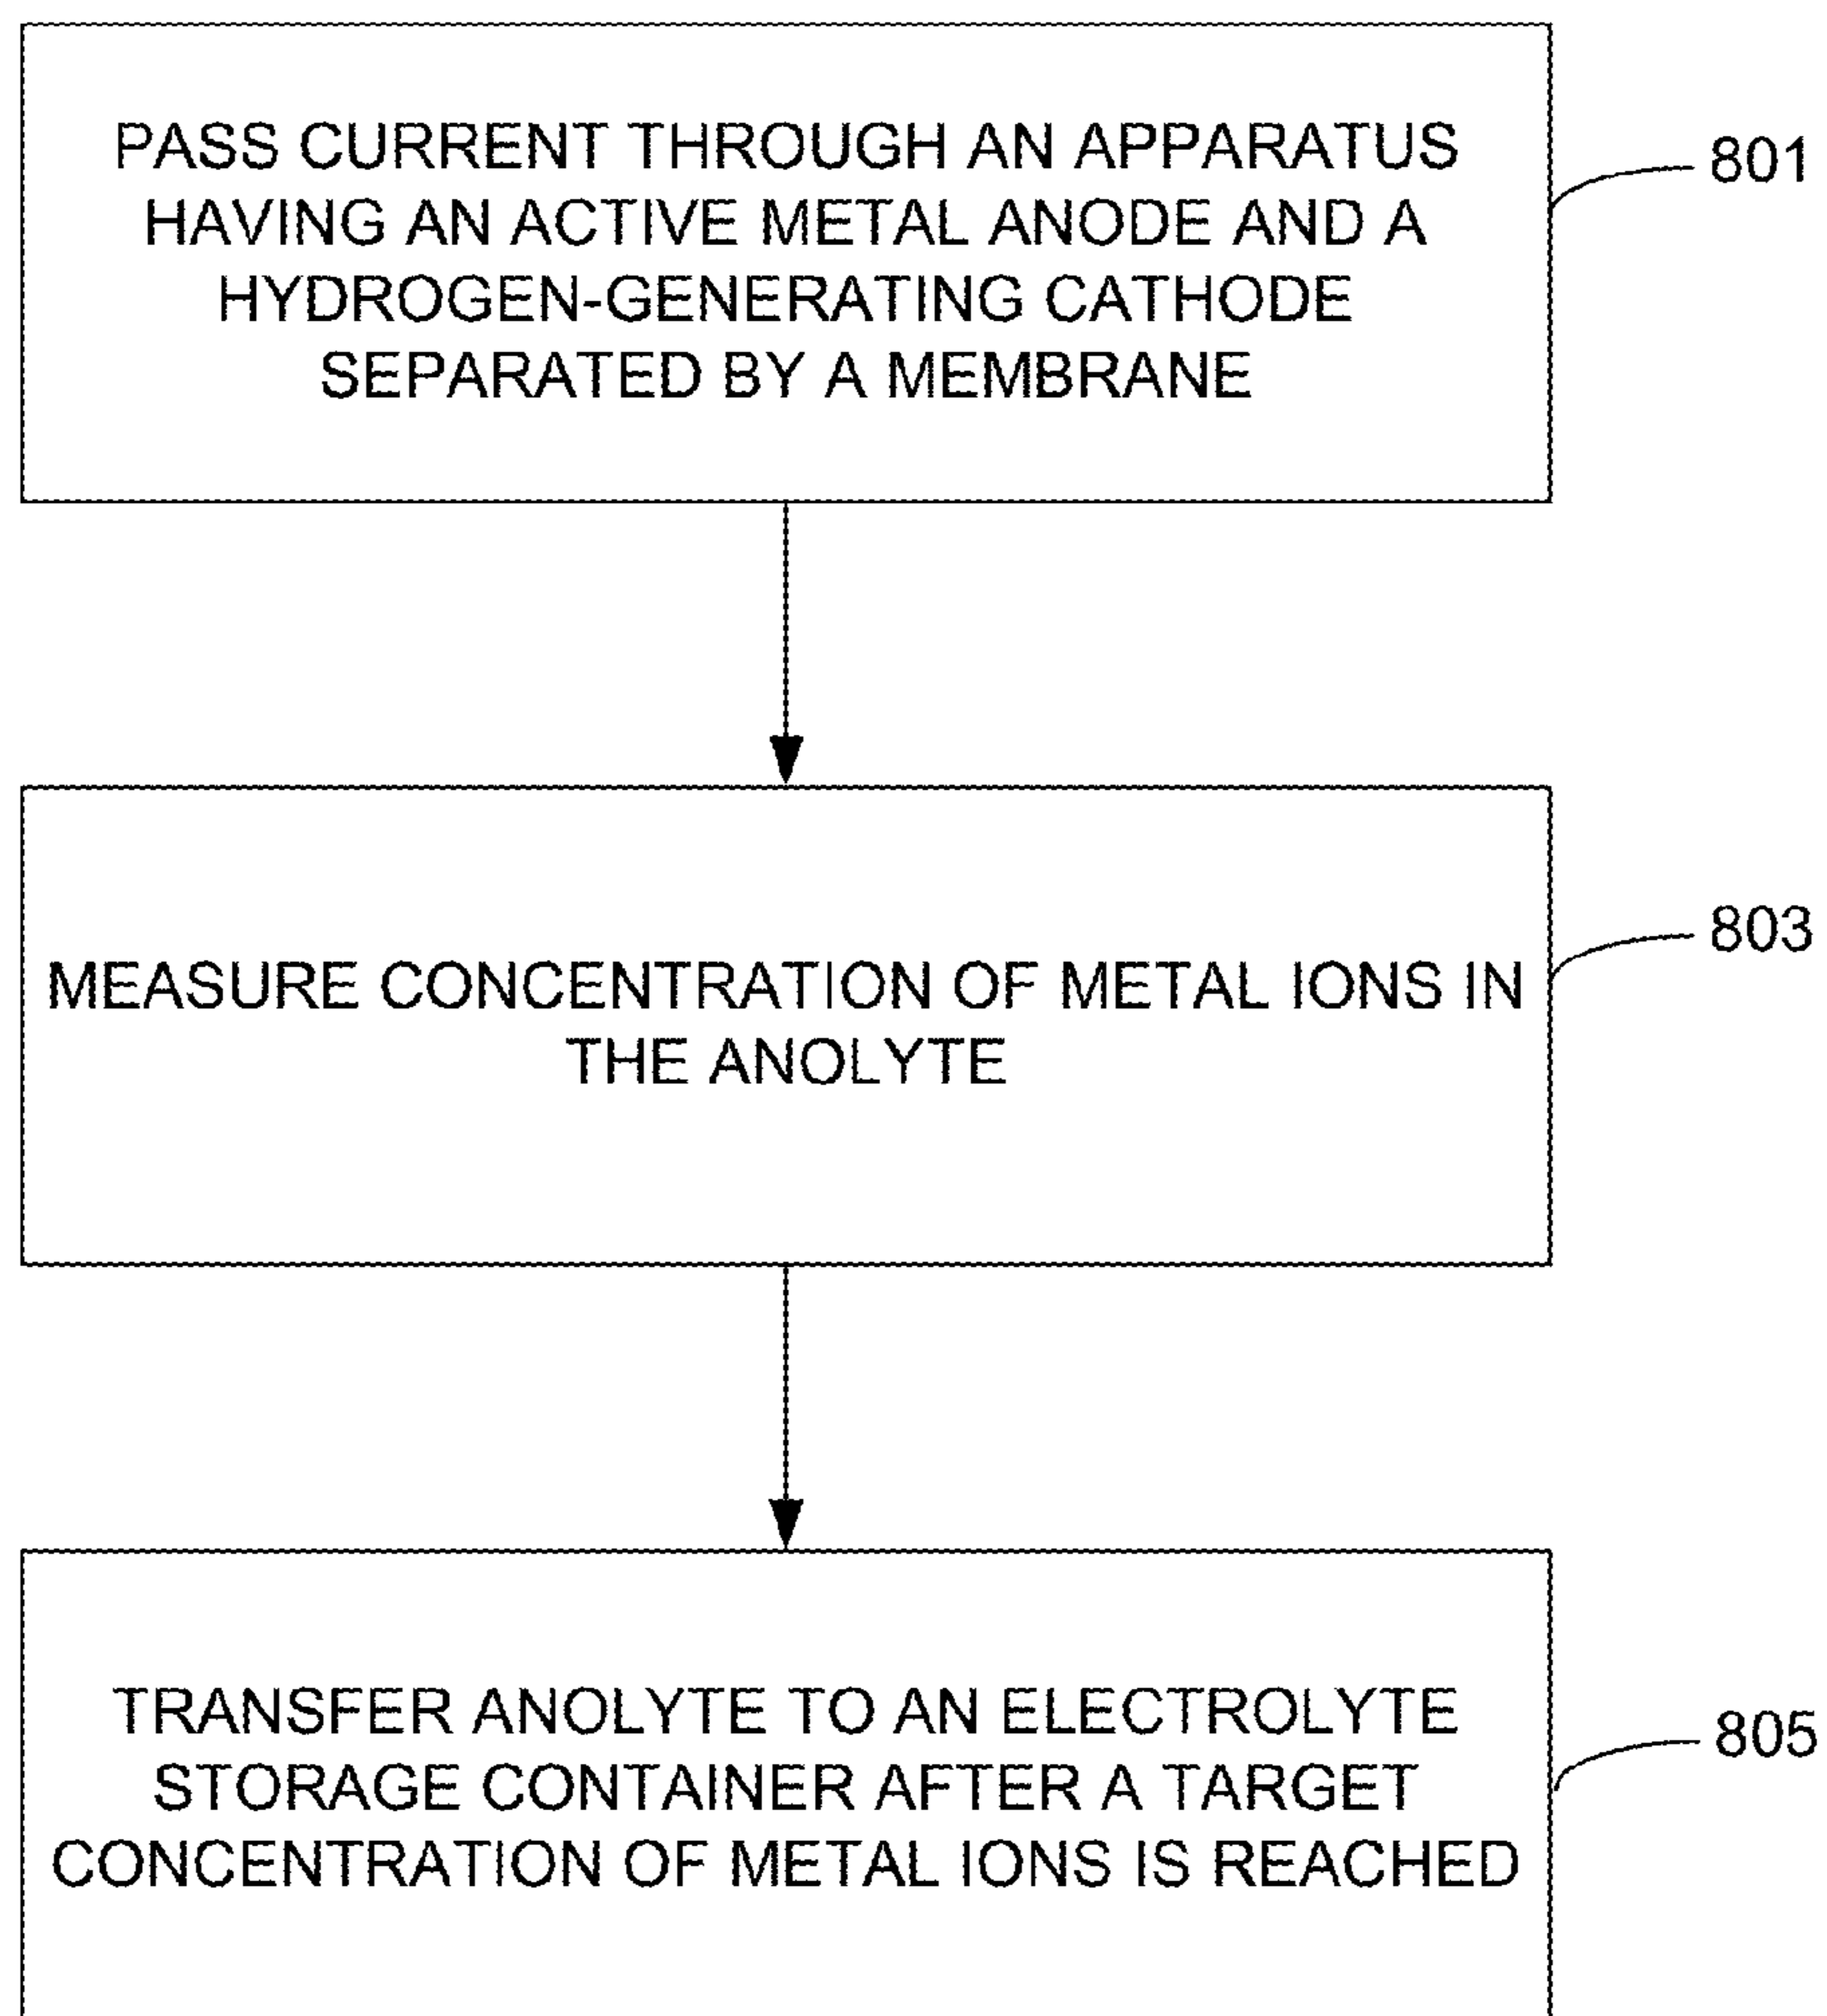 PASS CURRENT THROUGH AN APPARATUS
HAVING AN ACTIVE METAL ANODE AND A
HYDROGEN-GENERATING CATHODE
SEPARATED BY A MEMBRANE
801
MEASURE CONCENTRATION OF METAL IONS IN
THE ANOLYTE
803
TRANSFER ANOLYTE TO AN ELECTROLYTE
STORAGE CONTAINER AFTER A TARGET
CONCENTRATION OF METAL IONS IS REACHED
805